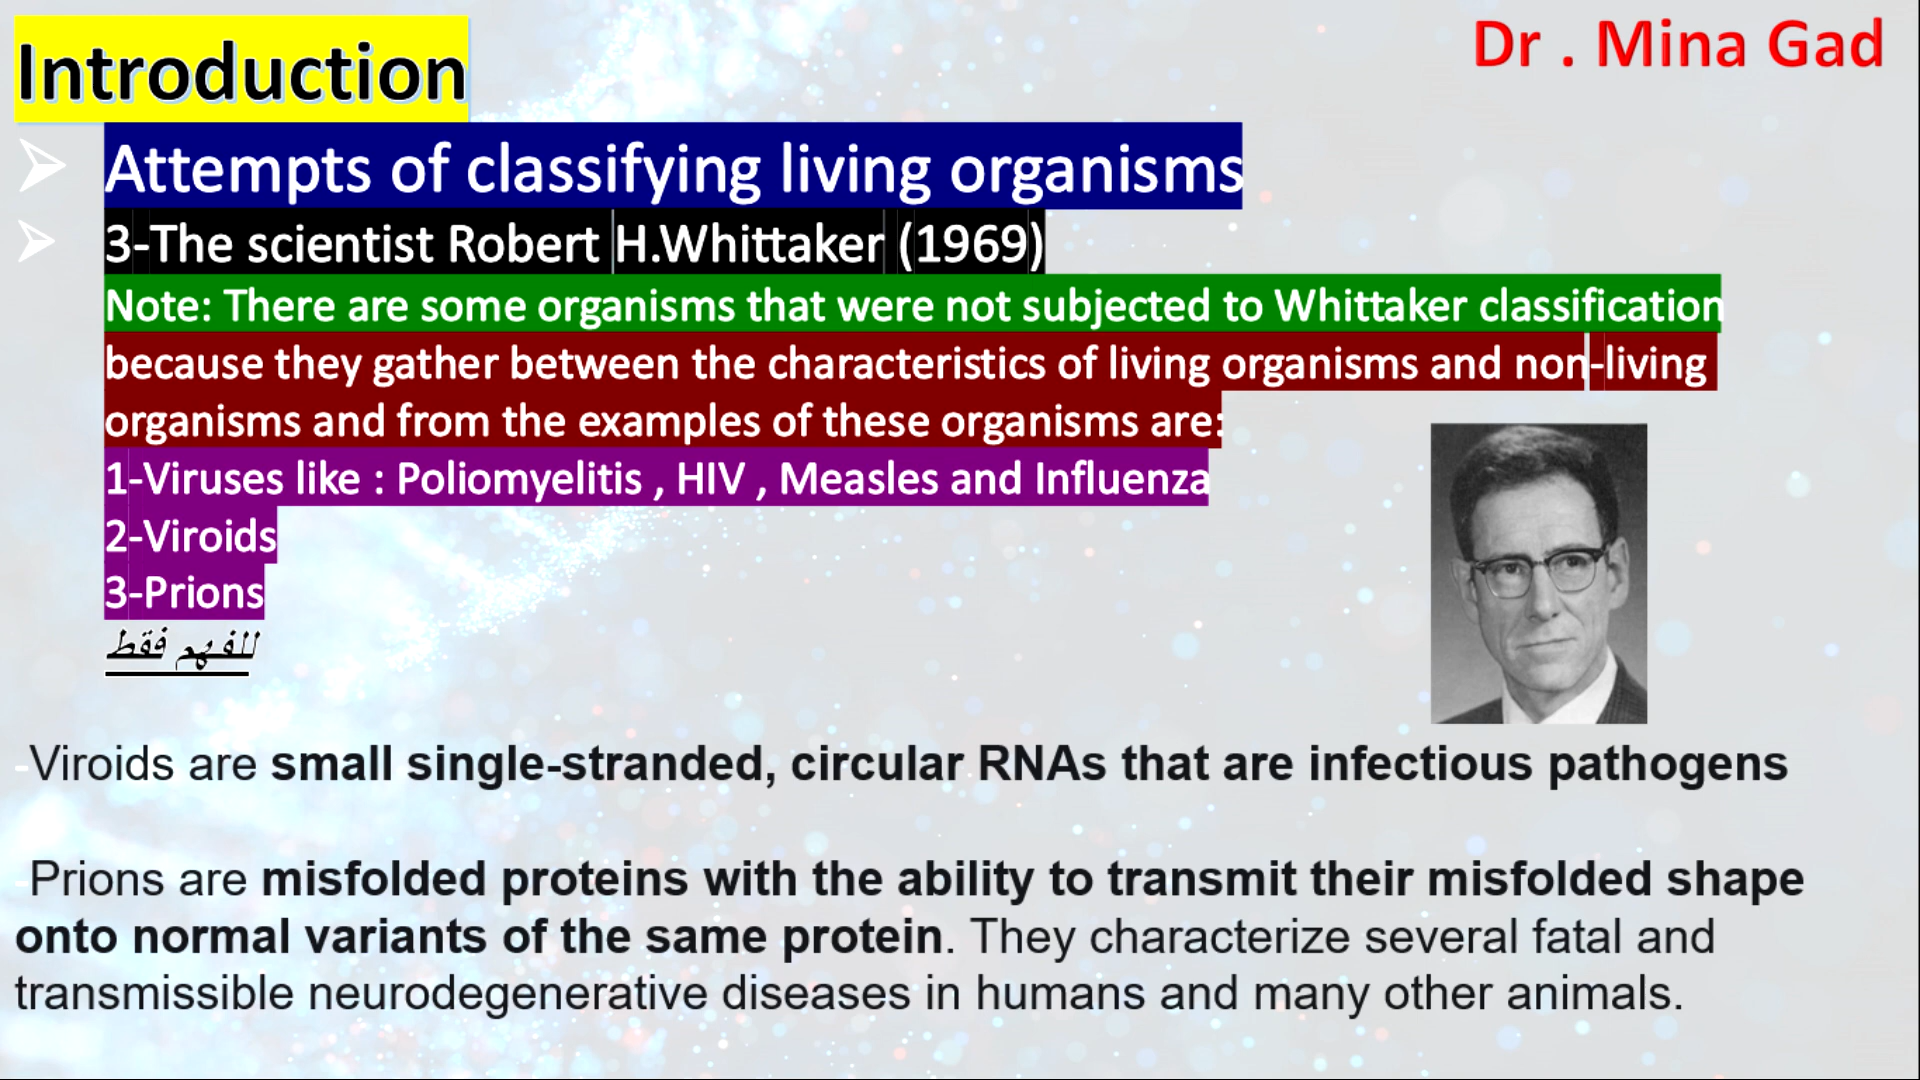 Introduction
Dr . Mina Gad
Attempts of classifying living organisms
3-The scientist Robert H.Whittaker (1969)
Note: There are some organisms that were not subjected to Whittaker classification
because they gather between the characteristics of living organisms and non-living
organisms and from the examples of these organisms are:
1-Viruses like : Poliomyelitis , HIV , Measles and Influenza
2-Viroids
3-Prions
للفهم فقط
-Viroids are small single-stranded, circular RNAs that are infectious pathogens
-Prions are misfolded proteins with the ability to transmit their misfolded shape
onto normal variants of the same protein. They characterize several fatal and
transmissible neurodegenerative diseases in humans and many other animals.